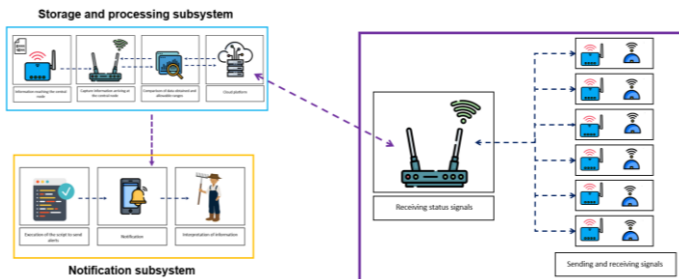 Storage and processing subsystem
Information reaching the central
node
Capture information arriving at
the central node
Comparison of data obtained and
allowable ranges
Cloud platform
Receiving status signals
Sending and receiving signals
Execution of the script to send
alerts
Notification
Interpretation of information
Notification subsystem